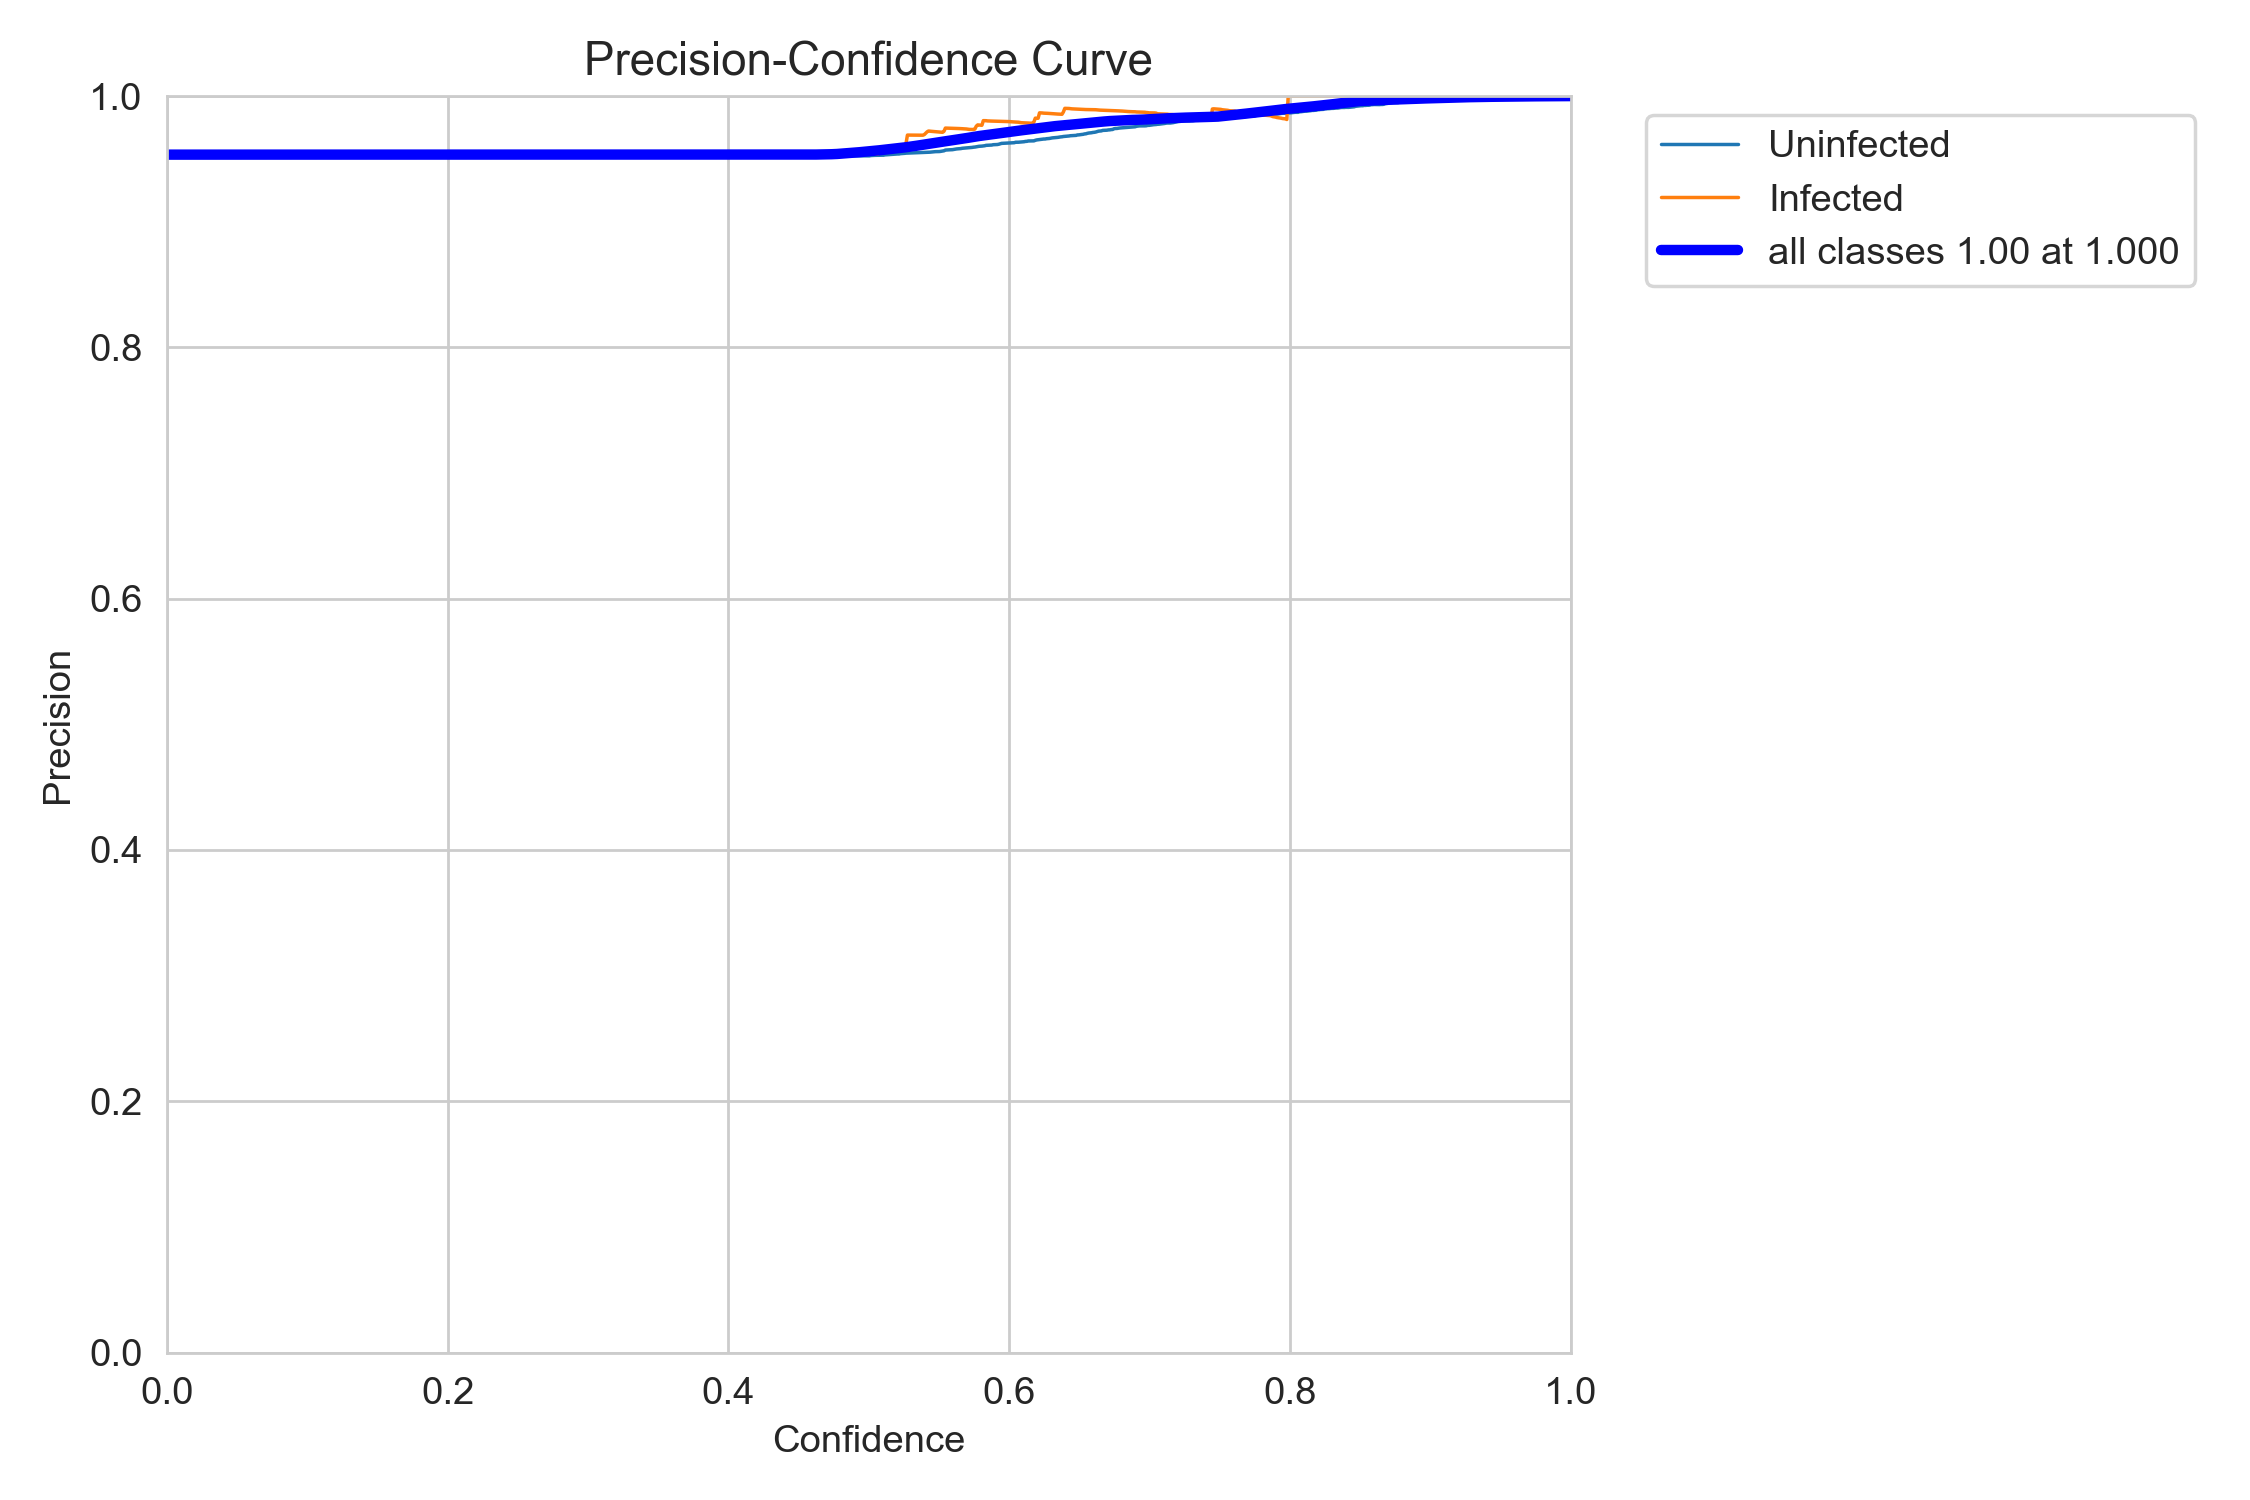 Precision-Confidence Curve
1.0
0.8
0.6
0.4
0.2
0.0
Precision
0.0 0.2 0.4 0.6 0.8 1.0
Confidence
Uninfected
Infected
all classes 1.00 at 1.000